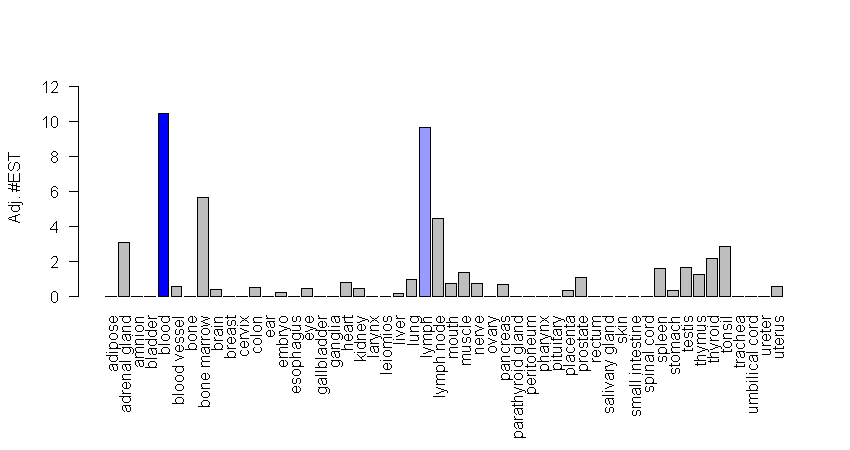 12
10
8
6
4
2
0
Adj. #EST
adipose
adrenal gland
amnion
bladder
blood
blood vessel
bone
bone marrow
brain
breast
cervix
colon
ear
embryo
esophagus
eye
gallbladder
ganglia
heart
kidney
larynx
leiomios
liver
lung
lymph
lymph node
mouth
muscle
nerve
ovary
pancreas
parathyroid gland
peritoneum
pharynx
pituitary
placenta
prostate
rectum
salivary gland
skin
small intestine
spinal cord
spleen
stomach
testis
thymus
thyroid
tonsil
trachea
umbilical cord
ureter
uterus